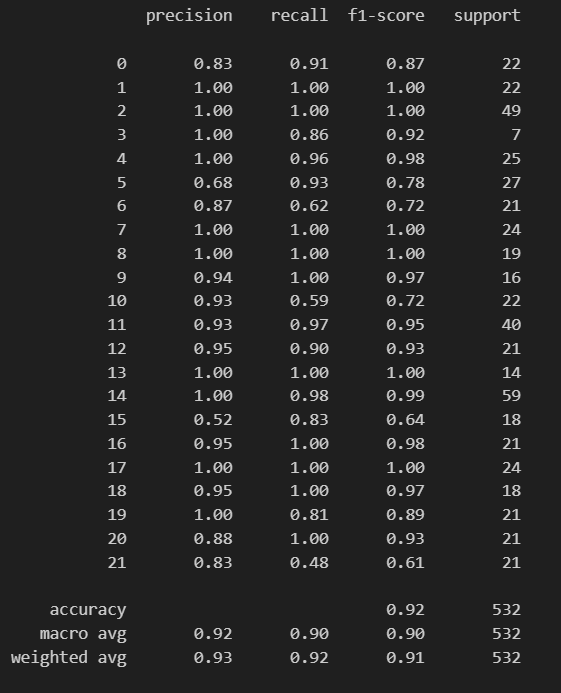 precision recall f1-score support
0 0.83 0.91 0.87 22
1 1.00 1.00 1.00 22
2 1.00 1.00 1.00 49
3 1.00 0.86 0.92 7
4 1.00 0.96 0.98 25
5 0.68 0.93 0.78 27
6 0.87 0.62 0.72 21
7 1.00 1.00 1.00 24
8 1.00 1.00 1.00 19
9 0.94 1.00 0.97 16
10 0.93 0.59 0.72 22
11 0.93 0.97 0.95 40
12 0.95 0.90 0.93 21
13 1.00 1.00 1.00 14
14 1.00 0.98 0.99 59
15 0.52 0.83 0.64 18
16 0.95 1.00 0.98 21
17 1.00 1.00 1.00 24
18 0.95 1.00 0.97 18
19 1.00 0.81 0.89 21
20 0.88 1.00 0.93 21
21 0.83 0.48 0.61 21
accuracy 0.92 532
macro avg 0.92 0.90 0.90 532
weighted avg 0.93 0.92 0.91 532